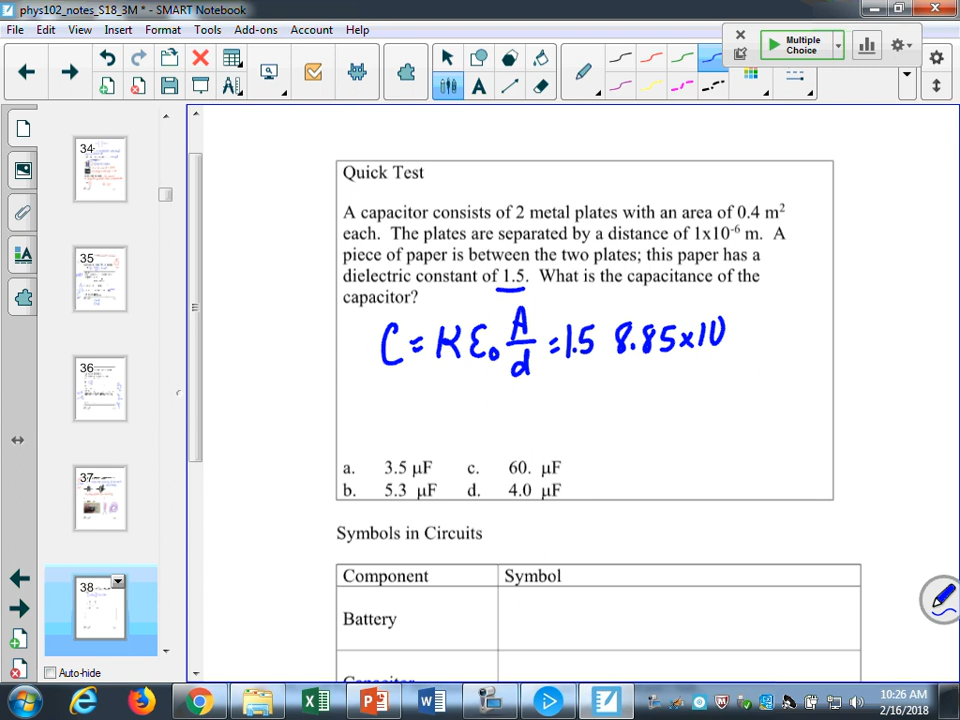 phys102_notes_S18_3M * - SMART Notebook
File Edit View Insert Format Tools Add-ons Account Help
Multiple
Choice
34
35
36
37
38
Auto-hide
Quick Test
A capacitor consists of 2 metal plates with an area of 0.4 m²
each. The plates are separated by a distance of 1x10⁻⁶ m. A
piece of paper is between the two plates; this paper has a
dielectric constant of 1.5. What is the capacitance of the
capacitor?
C = K ε₀ A/d = 1.5 8.85x10
a. 3.5 µF c. 60. µF
b. 5.3 µF d. 4.0 µF
Symbols in Circuits
Component Symbol
Battery
Capacitor
10:26 AM
2/16/2018